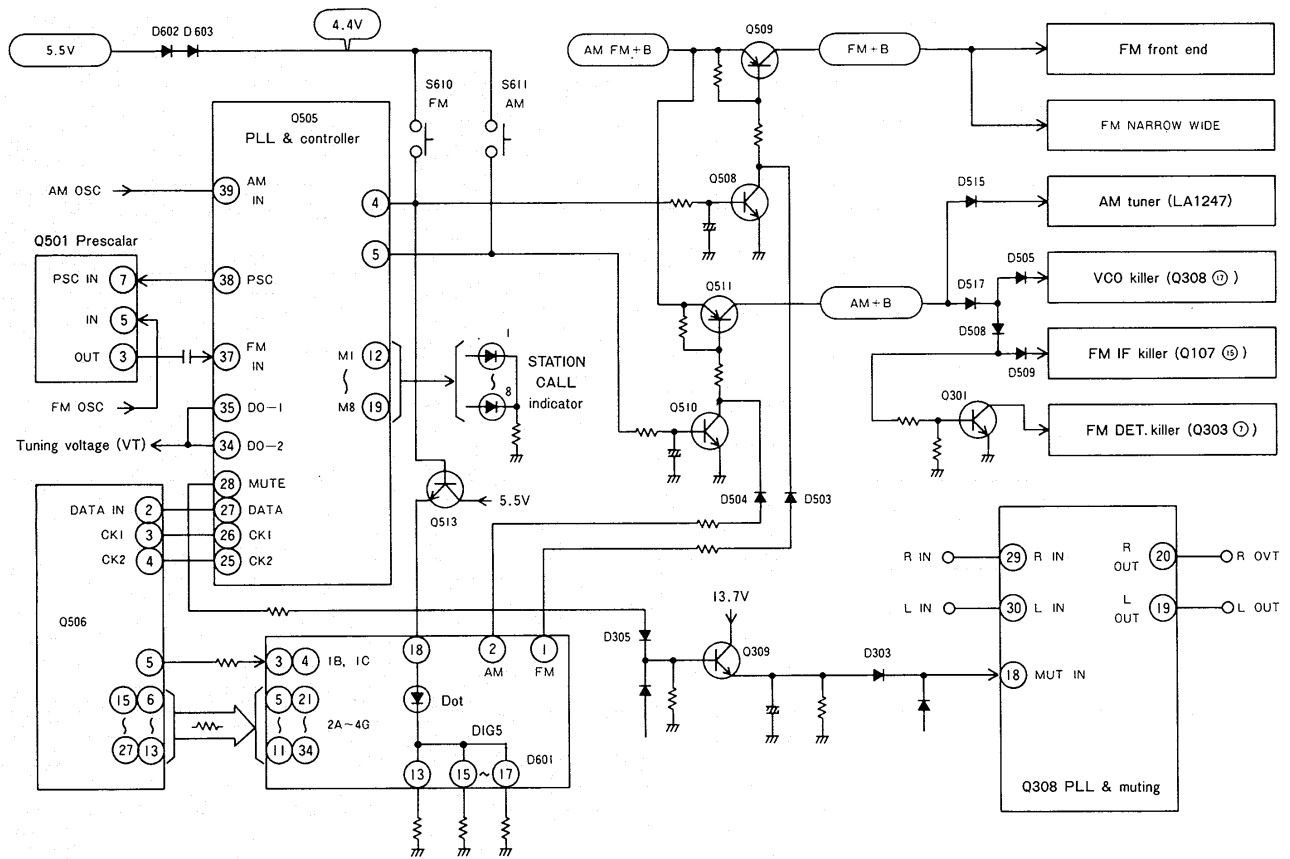 5.5V
D602 D603
4.4V
S610
FM
S611
AM
AM FM+B
Q509
FM+B
FM front end
FM NARROW WIDE
Q505
PLL & controller
AM OSC
39
AM
IN
4
5
Q508
D515
AM tuner (LA1247)
Q501 Prescalar
PSC IN
7
38
PSC
IN
5
OUT
3
37
FM
IN
FM OSC
Q511
AM+B
D517
D505
VCO killer (Q308 ⑰)
D508
D509
FM IF killer (Q107 ⑮)
Q301
FM DET. killer (Q303 ⑦)
M1
12
M8
19
1
8
STATION
CALL
indicator
35
DO-1
34
DO-2
Tuning voltage (VT)
Q510
28
MUTE
DATA IN
2
27
DATA
CK1
3
26
CK1
CK2
4
25
CK2
Q513
5.5V
D504
D503
Q506
5
3 4
1B, 1C
15 6
27 13
5 21
11 34
2A~4G
18
Dot
2
AM
1
FM
DIG5
D601
13
15~17
D305
13.7V
Q309
D303
R IN
29
R IN
R
OUT
20
R OVT
L IN
30
L IN
L
OUT
19
L OUT
18
MUT IN
Q308 PLL & muting